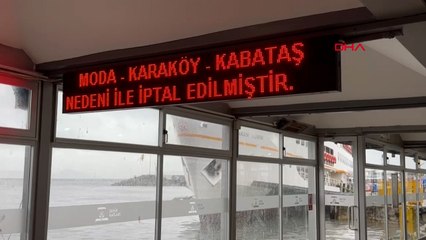 DHA
MODA - KARAKÖY - KABATAŞ
NEDENİ İLE İPTAL EDİLMİŞTİR.